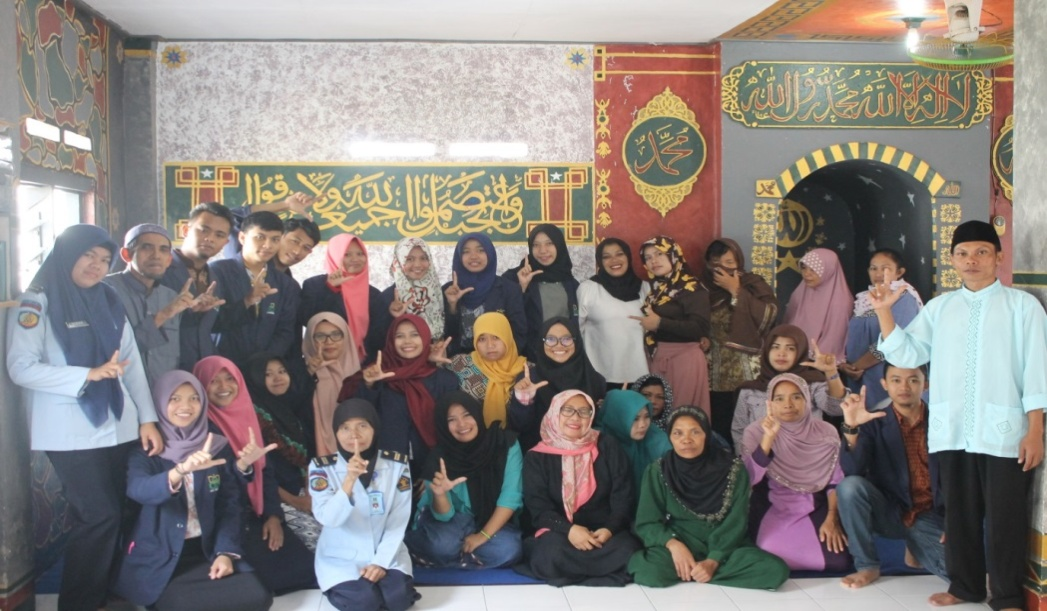 لا اله الا الله محمد رسول الله
محمد
واعتصموا بحبل الله جميعا ولا تفرقوا